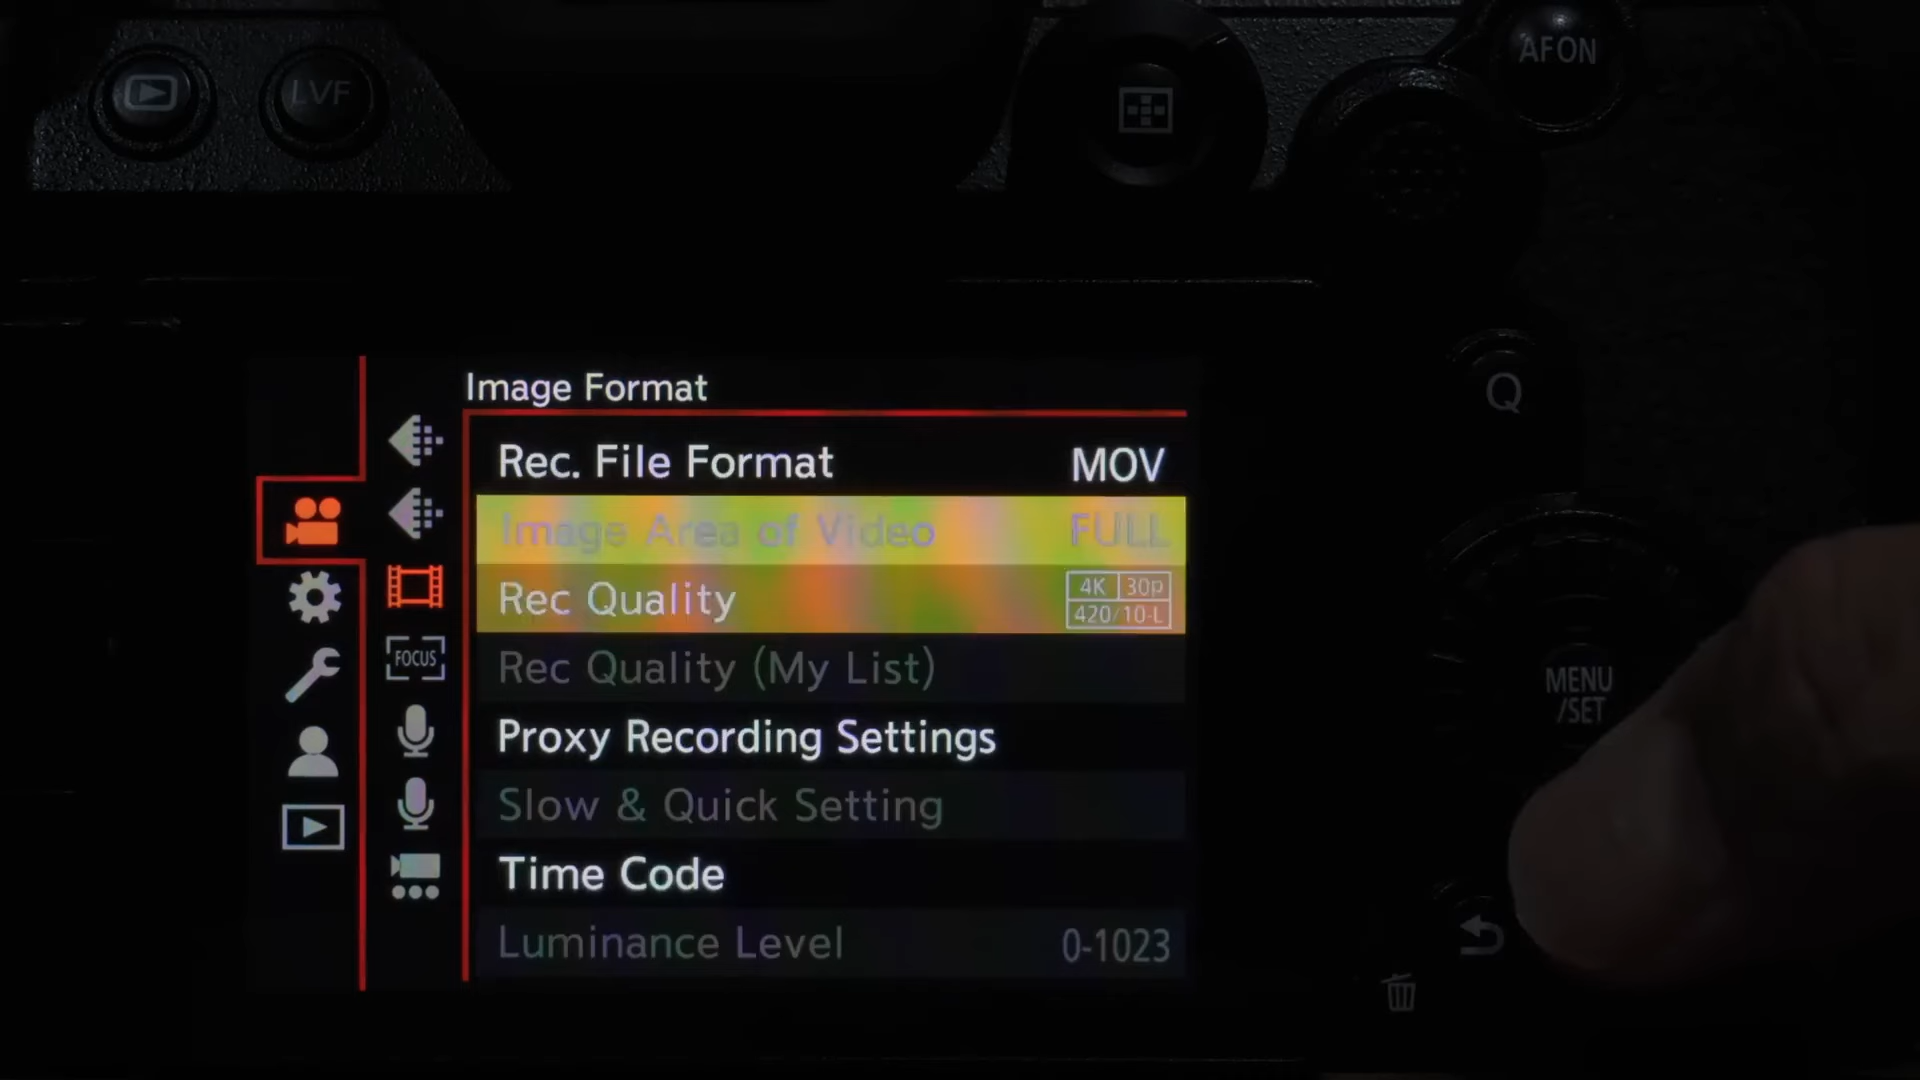 LVF
AF ON
Q
Image Format
Rec. File Format MOV
Image Area of Video FULL
Rec Quality 4K 30p 420/10-L
FOCUS
Rec Quality (My List)
MENU
/SET
Proxy Recording Settings
Slow & Quick Setting
Time Code
Luminance Level 0-1023